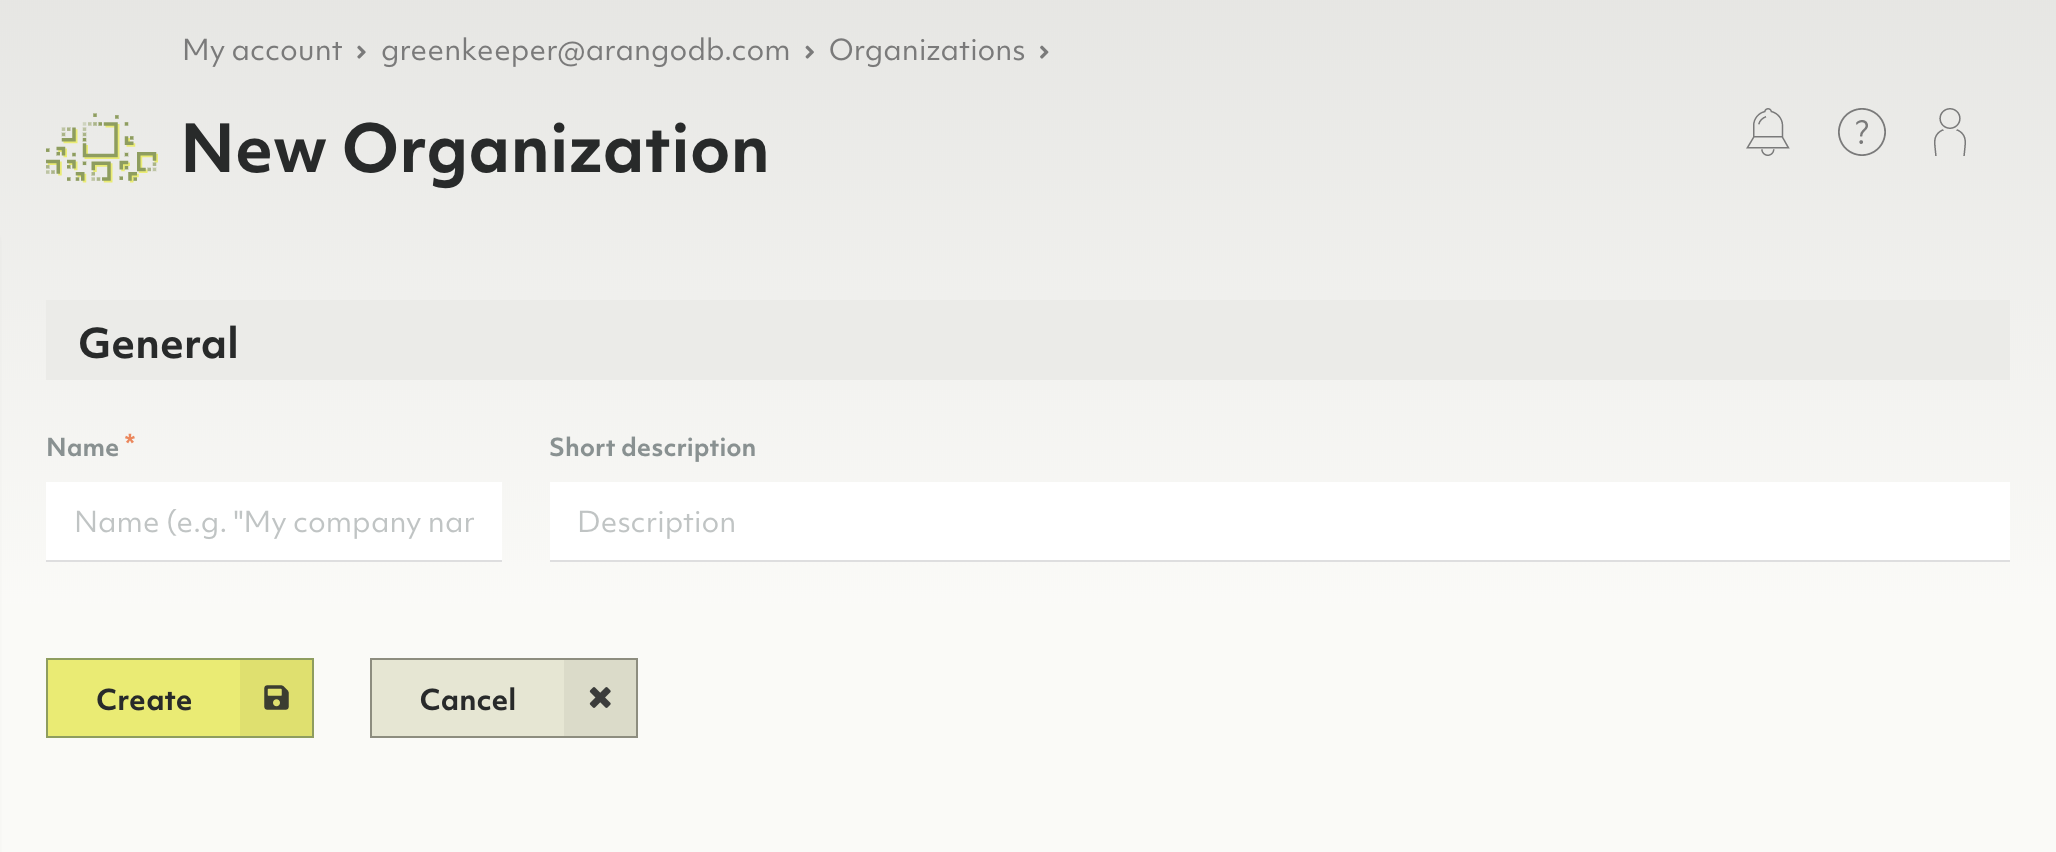 My account › greenkeeper@arangodb.com › Organizations ›
New Organization
General
Name * Short description
Name (e.g. "My company nar Description
Create Cancel